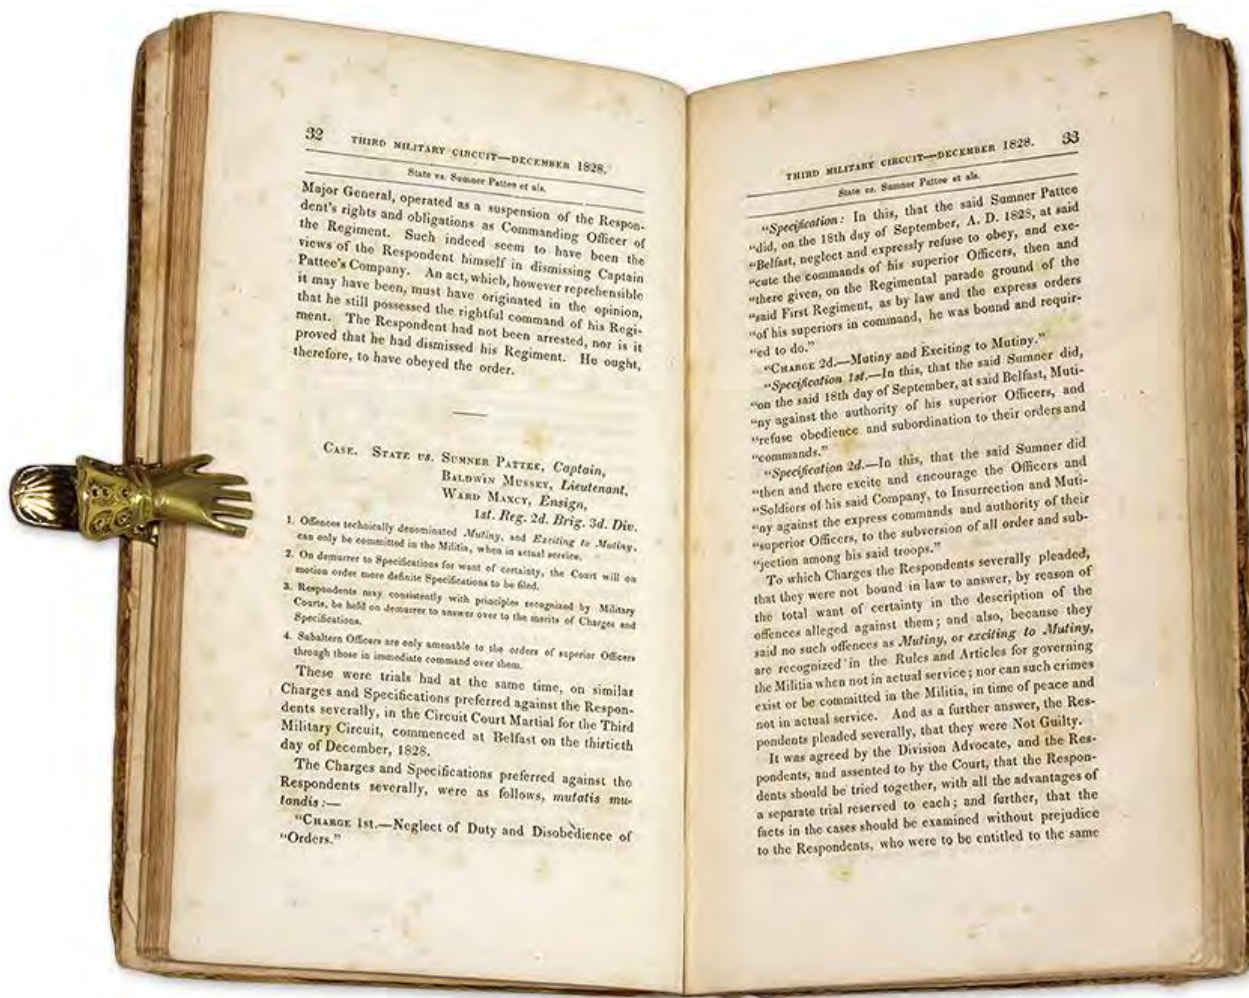 32 THIRD MILITARY CIRCUIT—DECEMBER 1828.
State vs. Sumner Pattee et als.
Major General, operated as a suspension of the Respon-
dent's rights and obligations as Commanding Officer of
the Regiment. Such indeed seem to have been the
views of the Respondent himself in dismissing Captain
Pattee's Company. An act, which, however reprehensible
it may have been, must have originated in the opinion,
that he still possessed the rightful command of his Regi-
ment. The Respondent had not been arrested, nor is it
proved that he had dismissed his Regiment. He ought,
therefore, to have obeyed the order.
CASE. STATE vs. SUMNER PATTEE, Captain,
BALDWIN MUSSEY, Lieutenant,
WARD MAXCY, Ensign,
1st. Reg. 2d. Brig. 3d. Div.
1. Offences technically denominated Mutiny, and Exciting to Mutiny,
can only be committed in the Militia, when in actual service.
2. On demurrer to Specifications for want of certainty, the Court will on
motion order more definite Specifications to be filed.
3. Respondents may consistently with principles recognized by Military
Courts, be held on demurrer to answer over to the merits of Charges and
Specifications.
4. Subaltern Officers are only amenable to the orders of superior Officers
through those in immediate command over them.
These were trials had at the same time, on similar
Charges and Specifications preferred against the Respon-
dents severally, in the Circuit Court Martial for the Third
Military Circuit, commenced at Belfast on the thirtieth
day of December, 1828.
The Charges and Specifications preferred against the
Respondents severally, were as follows, mutatis mu-
tandis:—
"CHARGE 1st.—Neglect of Duty and Disobedience of
"Orders."
THIRD MILITARY CIRCUIT—DECEMBER 1828. 33
State vs. Sumner Pattee et als.
"Specification: In this, that the said Sumner Pattee
"did, on the 18th day of September, A. D. 1828, at said
"Belfast, neglect and expressly refuse to obey, and exe-
"cute the commands of his superior Officers, then and
"there given, on the Regimental parade ground of the
"said First Regiment, as by law and the express orders
"of his superiors in command, he was bound and requir-
"ed to do."
"CHARGE 2d.—Mutiny and Exciting to Mutiny."
"Specification 1st.—In this, that the said Sumner did,
"on the said 18th day of September, at said Belfast, Muti-
"ny against the authority of his superior Officers, and
"refuse obedience and subordination to their orders and
"commands."
"Specification 2d.—In this, that the said Sumner did
"then and there excite and encourage the Officers and
"Soldiers of his said Company, to Insurrection and Muti-
"ny against the express commands and authority of their
"superior Officers, to the subversion of all order and sub-
"jection among his said troops."
To which Charges the Respondents severally pleaded,
that they were not bound in law to answer, by reason of
the total want of certainty in the description of the
offences alleged against them; and also, because they
said no such offences as Mutiny, or exciting to Mutiny,
are recognized in the Rules and Articles for governing
the Militia when not in actual service; nor can such crimes
exist or be committed in the Militia, in time of peace and
not in actual service. And as a further answer, the Res-
pondents pleaded severally, that they were Not Guilty.
It was agreed by the Division Advocate, and the Res-
pondents, and assented to by the Court, that the Respon-
dents should be tried together, with all the advantages of
a separate trial reserved to each; and further, that the
facts in the cases should be examined without prejudice
to the Respondents, who were to be entitled to the same